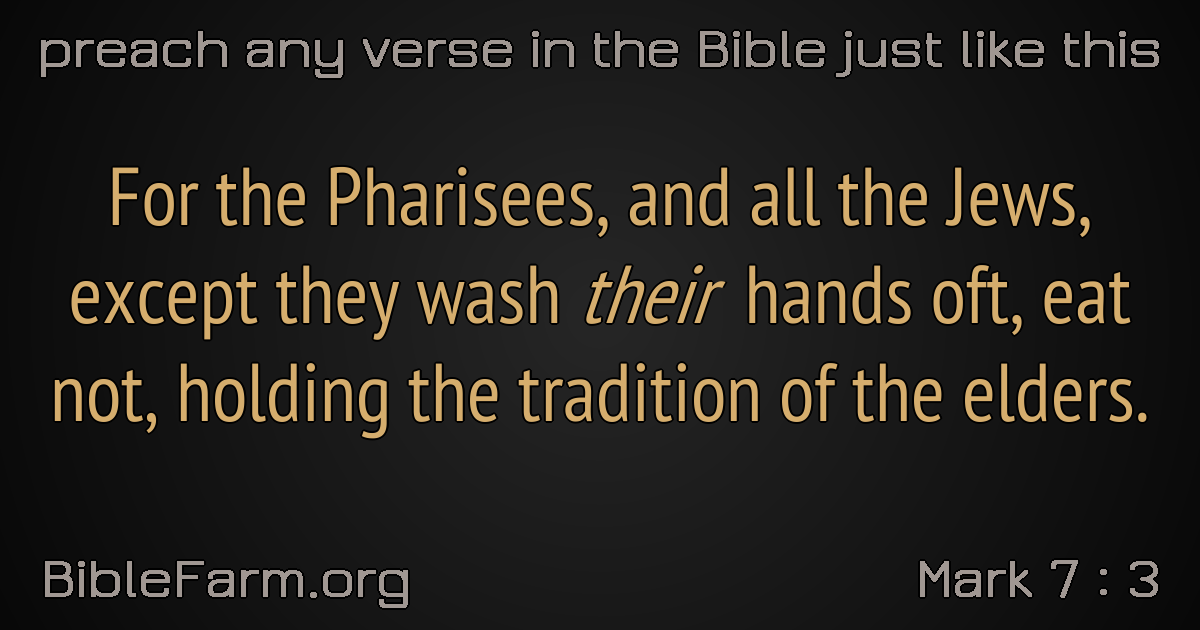 preach any verse in the Bible just like this
For the Pharisees, and all the Jews,
except they wash their hands oft, eat
not, holding the tradition of the elders.
BibleFarm.org
Mark 7 : 3